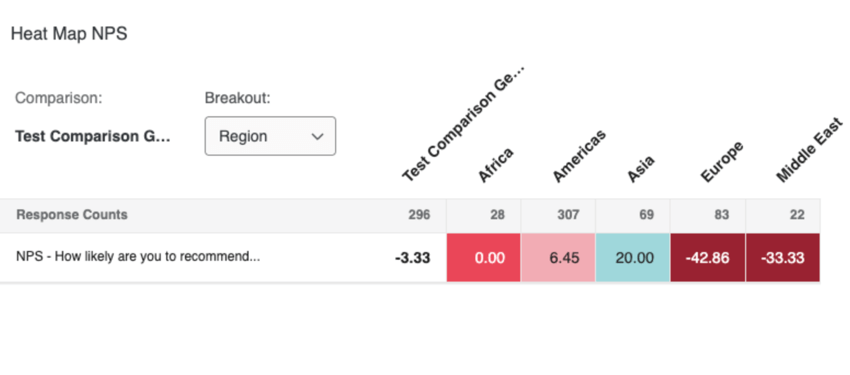 Heat Map NPS
Comparison:
Breakout:
Test Comparison G...
Region
Test Comparison Ge...
Africa
Americas
Asia
Europe
Middle East
Response Counts 296 28 307 69 83 22
NPS - How likely are you to recommend... -3.33 0.00 6.45 20.00 -42.86 -33.33